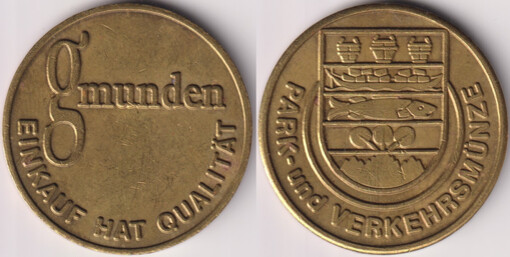 gmunden
EINKAUF HAT QUALITÄT
PARK- und VERKEHRSMÜNZE